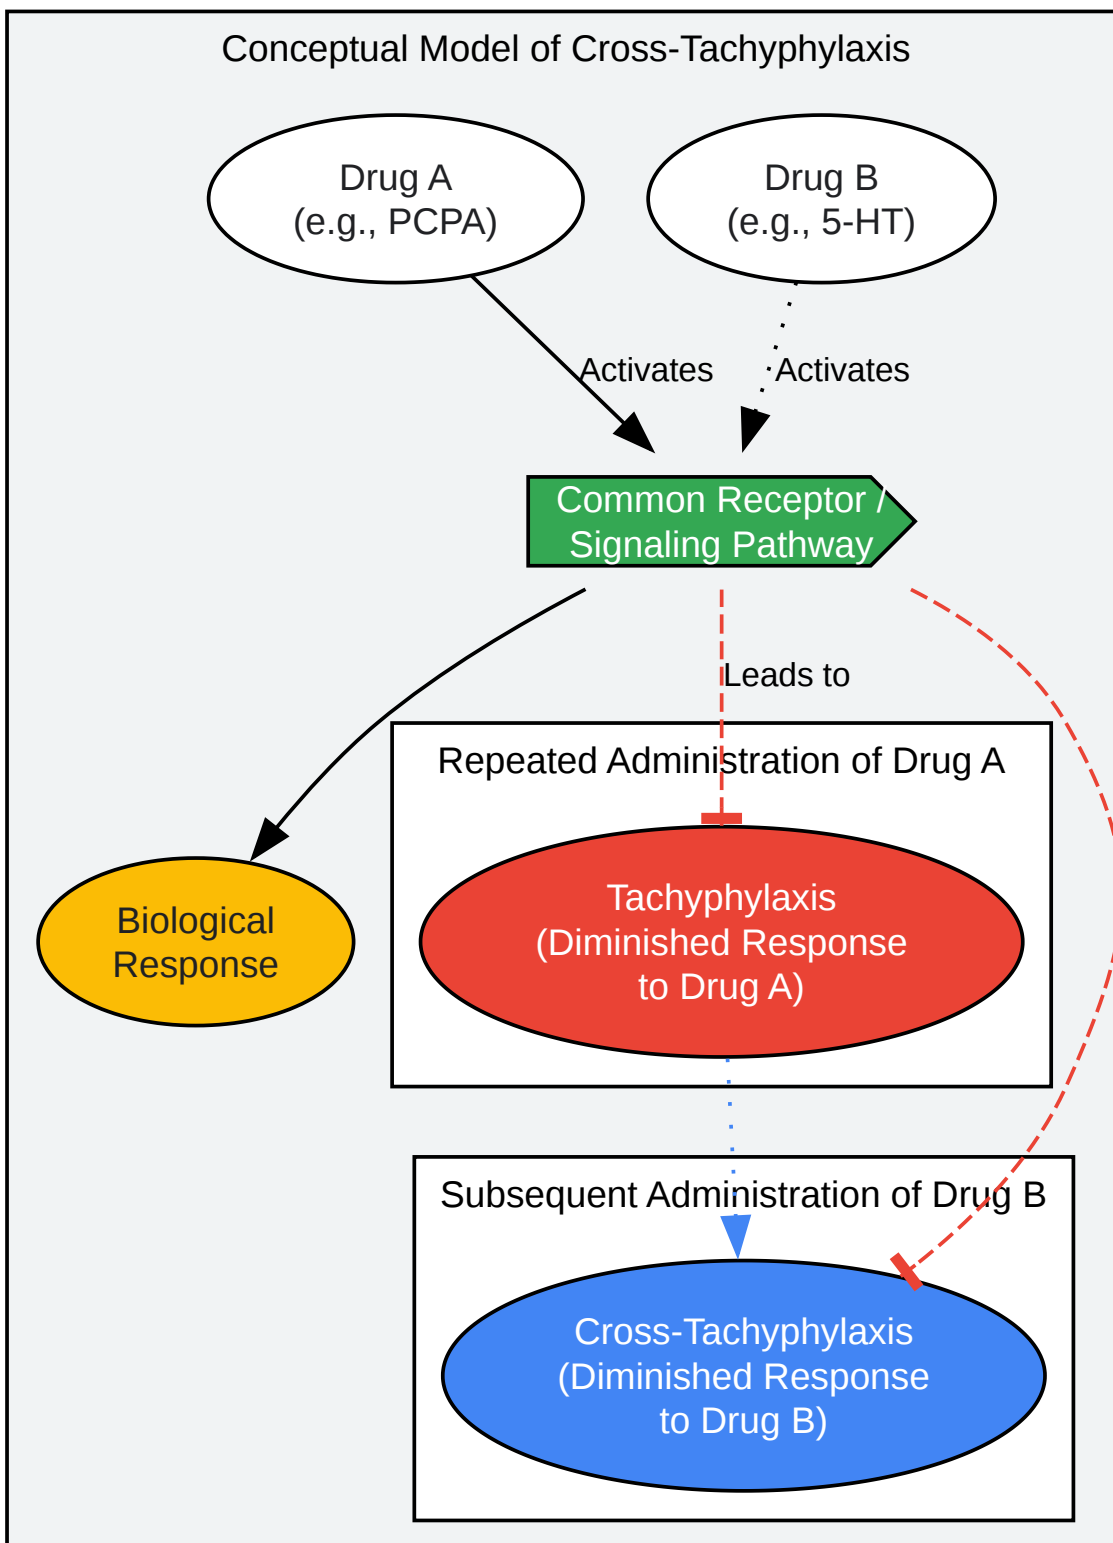 Conceptual Model of Cross-Tachyphylaxis
Drug A
(e.g., PCPA)
Drug B
(e.g., 5-HT)
Activates
Activates
Common Receptor /
Signaling Pathway
Leads to
Repeated Administration of Drug A
Tachyphylaxis
(Diminished Response
to Drug A)
Biological
Response
Subsequent Administration of Drug B
Cross-Tachyphylaxis
(Diminished Response
to Drug B)